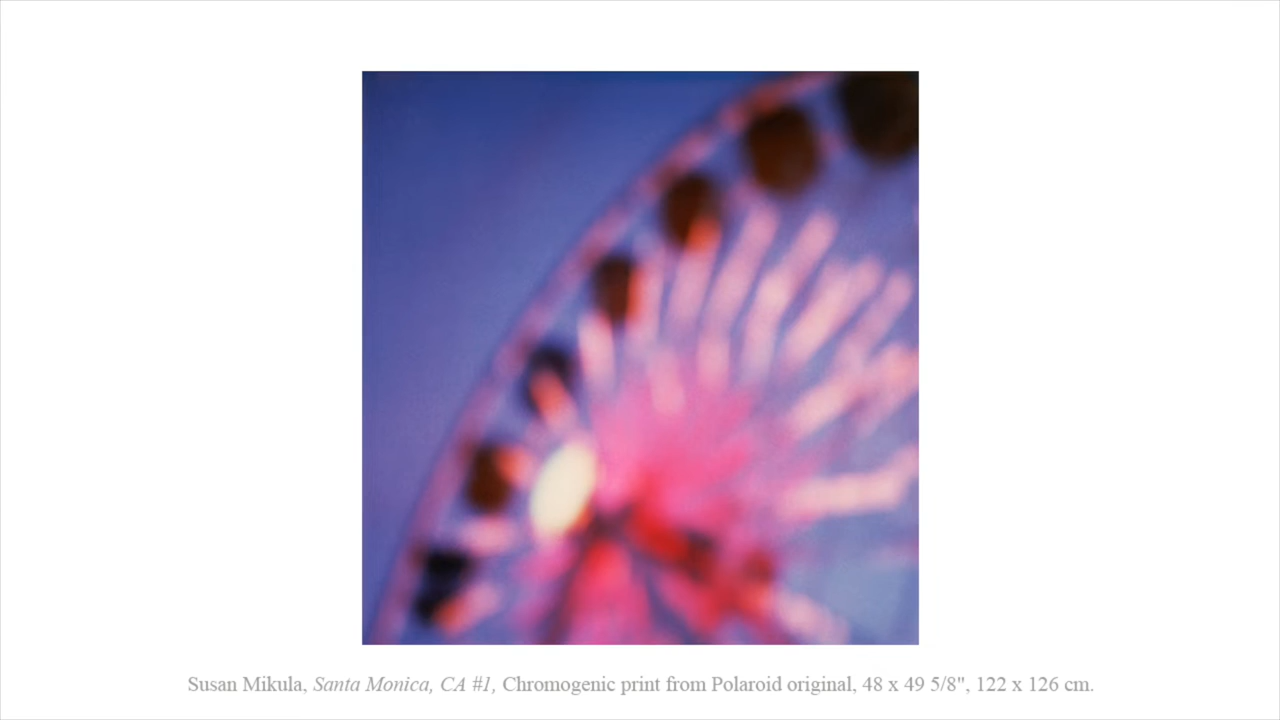 Susan Mikula, Santa Monica, CA #1, Chromogenic print from Polaroid original, 48 x 49 5/8", 122 x 126 cm.